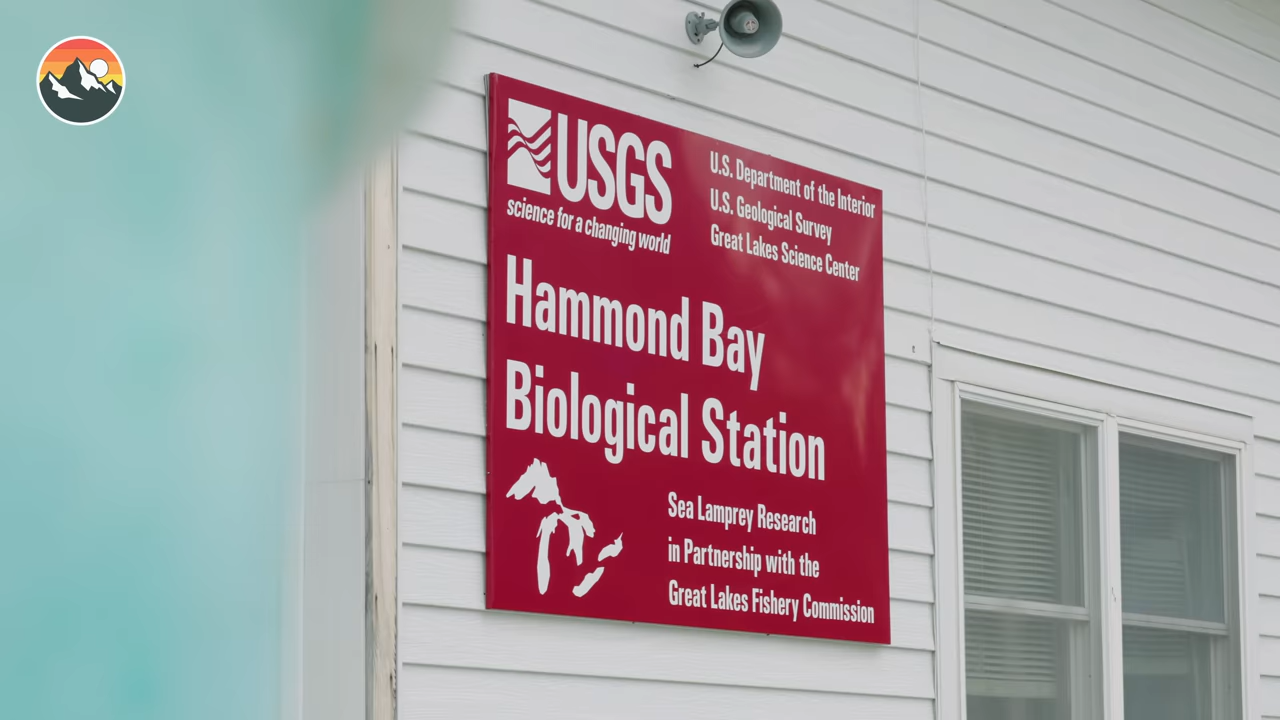 USGS
science for a changing world
U.S. Department of the Interior
U.S. Geological Survey
Great Lakes Science Center
Hammond Bay
Biological Station
Sea Lamprey Research
in Partnership with the
Great Lakes Fishery Commission